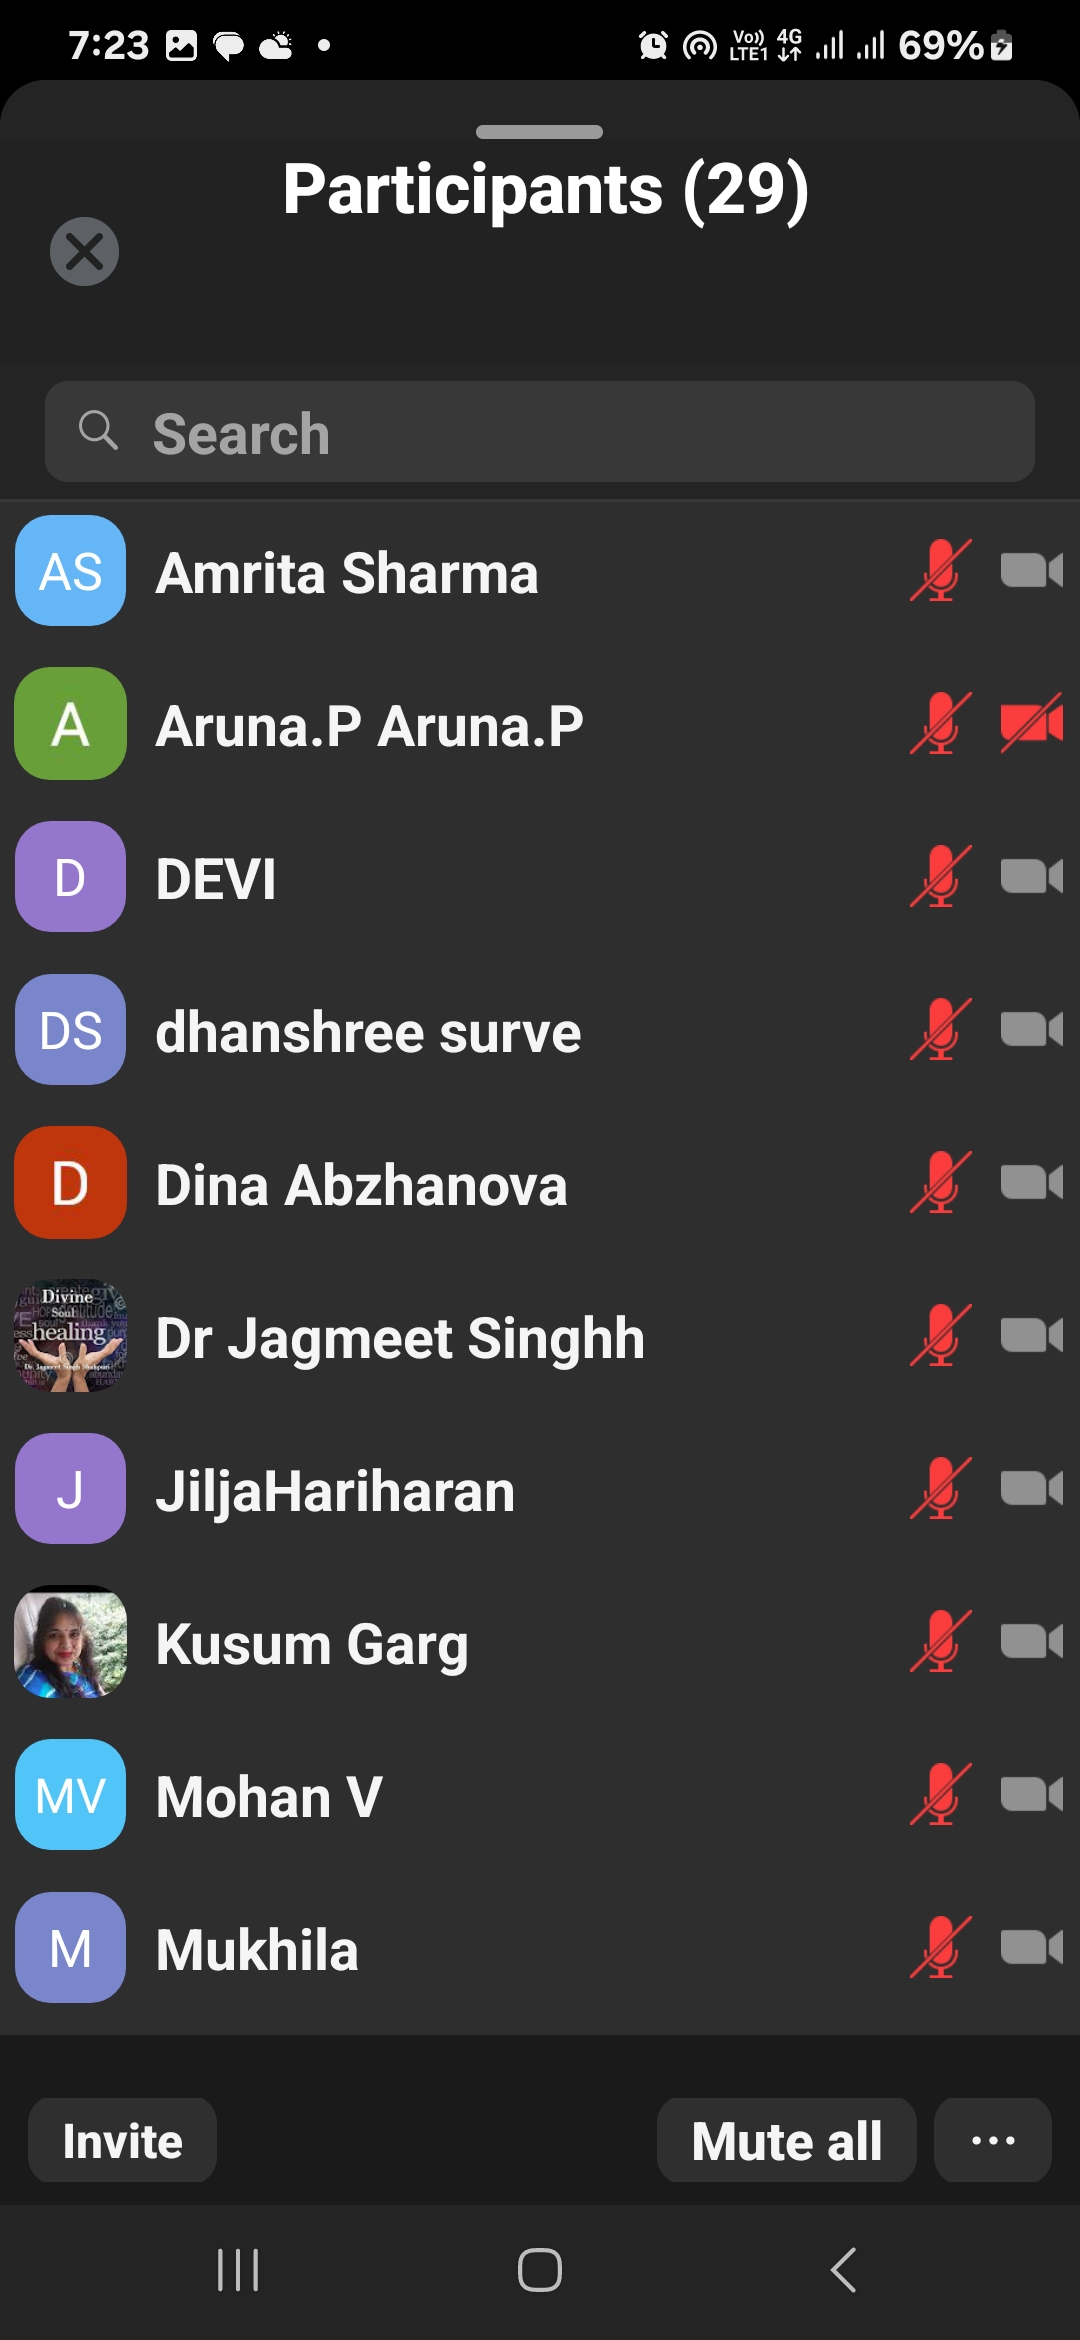 7:23 Vo)) LTE1 4G 69%
Participants (29)
Search
AS Amrita Sharma
A Aruna.P Aruna.P
D DEVI
DS dhanshree surve
D Dina Abzhanova
Divine
Soul
healing
Dr Jagmeet Singhh
J JiljaHariharan
Kusum Garg
MV Mohan V
M Mukhila
Invite Mute all ...